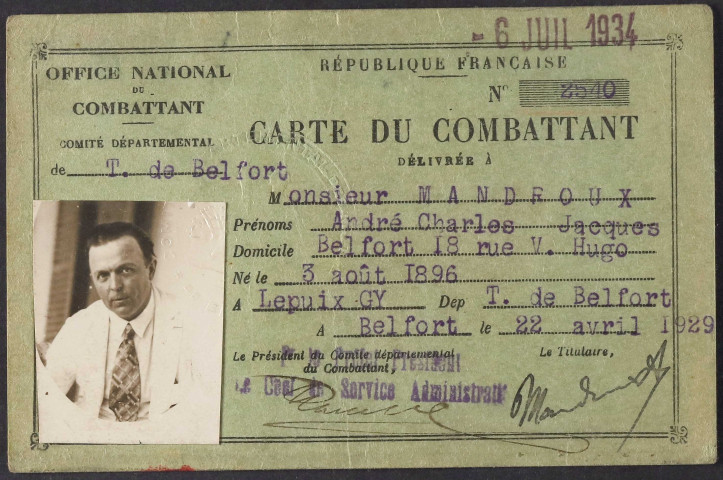 - 6 JUIL 1934
OFFICE NATIONAL
DU
COMBATTANT
COMITÉ DÉPARTEMENTAL
de T. de Belfort
RÉPUBLIQUE FRANÇAISE
N° 2540
CARTE DU COMBATTANT
DÉLIVRÉE À
Monsieur MANDROUX
Prénoms André Charles Jacques
Domicile Belfort 18 rue V. Hugo
Né le 3 août 1896
A Lepuix GY Dep T. de Belfort
A Belfort le 22 avril 1929
Le Président du Comité départemental
du Combattant,
Le Titulaire,
Président
Le Chef de Service Administratif
Mandroux